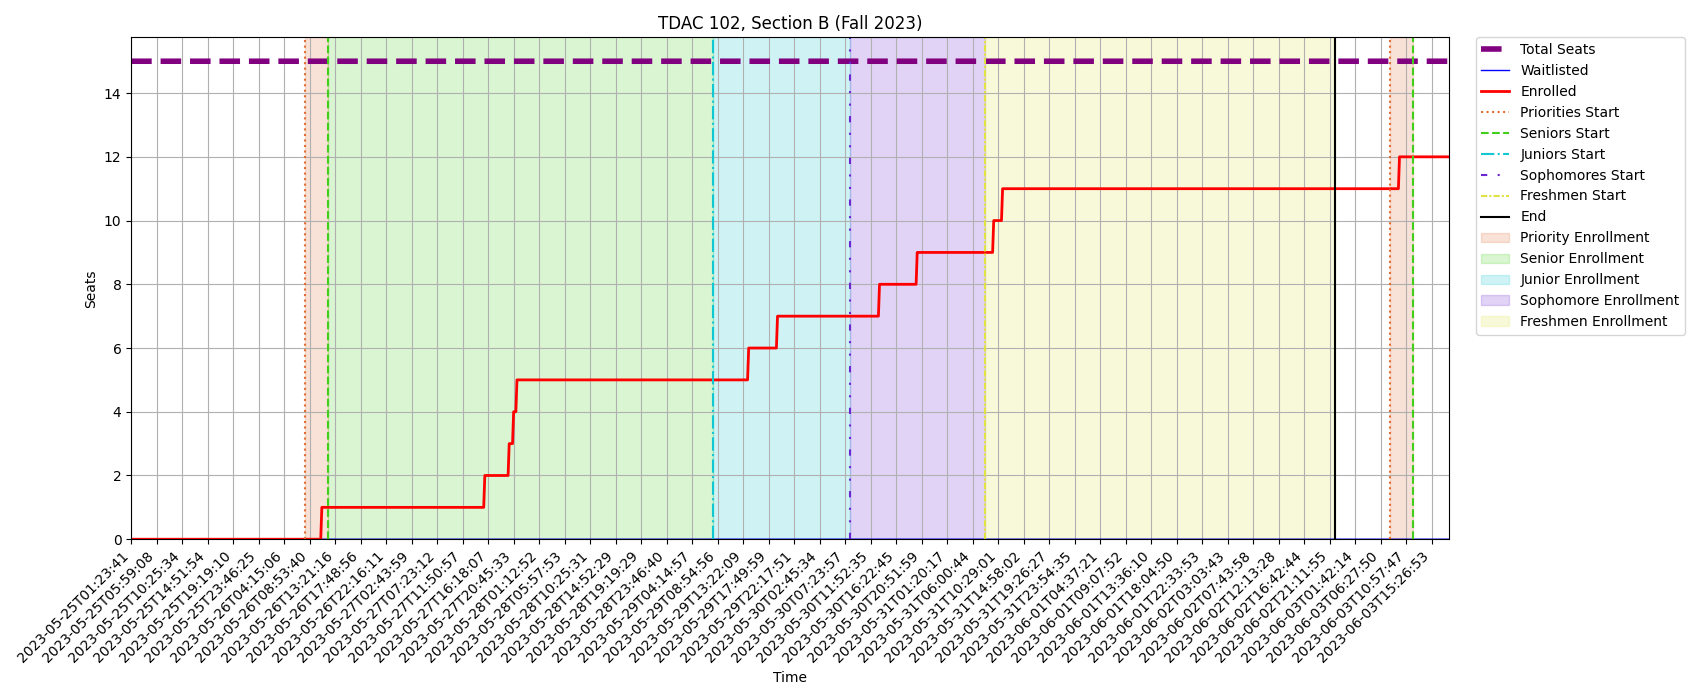 TDAC 102, Section B (Fall 2023)
Seats
14
12
10
8
6
4
2
0
2023-05-25T01:23:41
2023-05-25T05:59:08
2023-05-25T10:25:34
2023-05-25T14:51:54
2023-05-25T19:19:10
2023-05-25T23:46:25
2023-05-26T04:15:06
2023-05-26T08:53:40
2023-05-26T13:21:16
2023-05-26T17:48:56
2023-05-26T22:16:11
2023-05-27T02:43:59
2023-05-27T07:23:12
2023-05-27T11:50:57
2023-05-27T16:18:07
2023-05-27T20:45:33
2023-05-28T01:12:52
2023-05-28T05:57:53
2023-05-28T10:25:31
2023-05-28T14:52:29
2023-05-28T19:19:29
2023-05-28T23:46:40
2023-05-29T04:14:57
2023-05-29T08:54:56
2023-05-29T13:22:09
2023-05-29T17:49:59
2023-05-29T22:17:51
2023-05-30T02:45:34
2023-05-30T07:23:57
2023-05-30T11:52:35
2023-05-30T16:22:45
2023-05-30T20:51:59
2023-05-31T01:20:17
2023-05-31T06:00:44
2023-05-31T10:29:01
2023-05-31T14:58:02
2023-05-31T19:26:27
2023-05-31T23:54:35
2023-06-01T04:37:21
2023-06-01T09:07:52
2023-06-01T13:36:10
2023-06-01T18:04:50
2023-06-01T22:33:53
2023-06-02T03:05:43
2023-06-02T07:43:58
2023-06-02T12:13:28
2023-06-02T16:42:44
2023-06-02T21:11:55
2023-06-03T01:42:14
2023-06-03T06:27:50
2023-06-03T10:57:47
2023-06-03T15:26:53
Time
Total Seats
Waitlisted
Enrolled
Priorities Start
Seniors Start
Juniors Start
Sophomores Start
Freshmen Start
End
Priority Enrollment
Senior Enrollment
Junior Enrollment
Sophomore Enrollment
Freshmen Enrollment